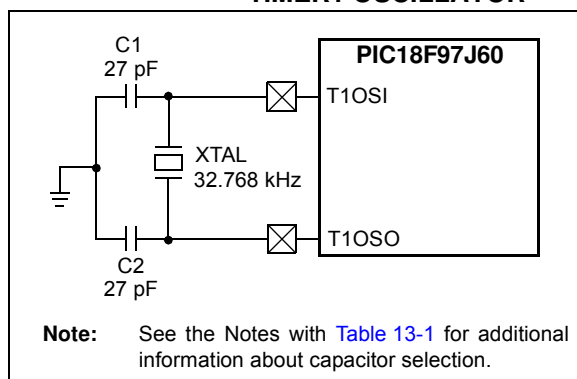 TIMER1 OSCILLATOR
C1
27 pF
PIC18F97J60
T1OSI
XTAL
32.768 kHz
T1OSO
C2
27 pF
Note: See the Notes with Table 13-1 for additional
information about capacitor selection.